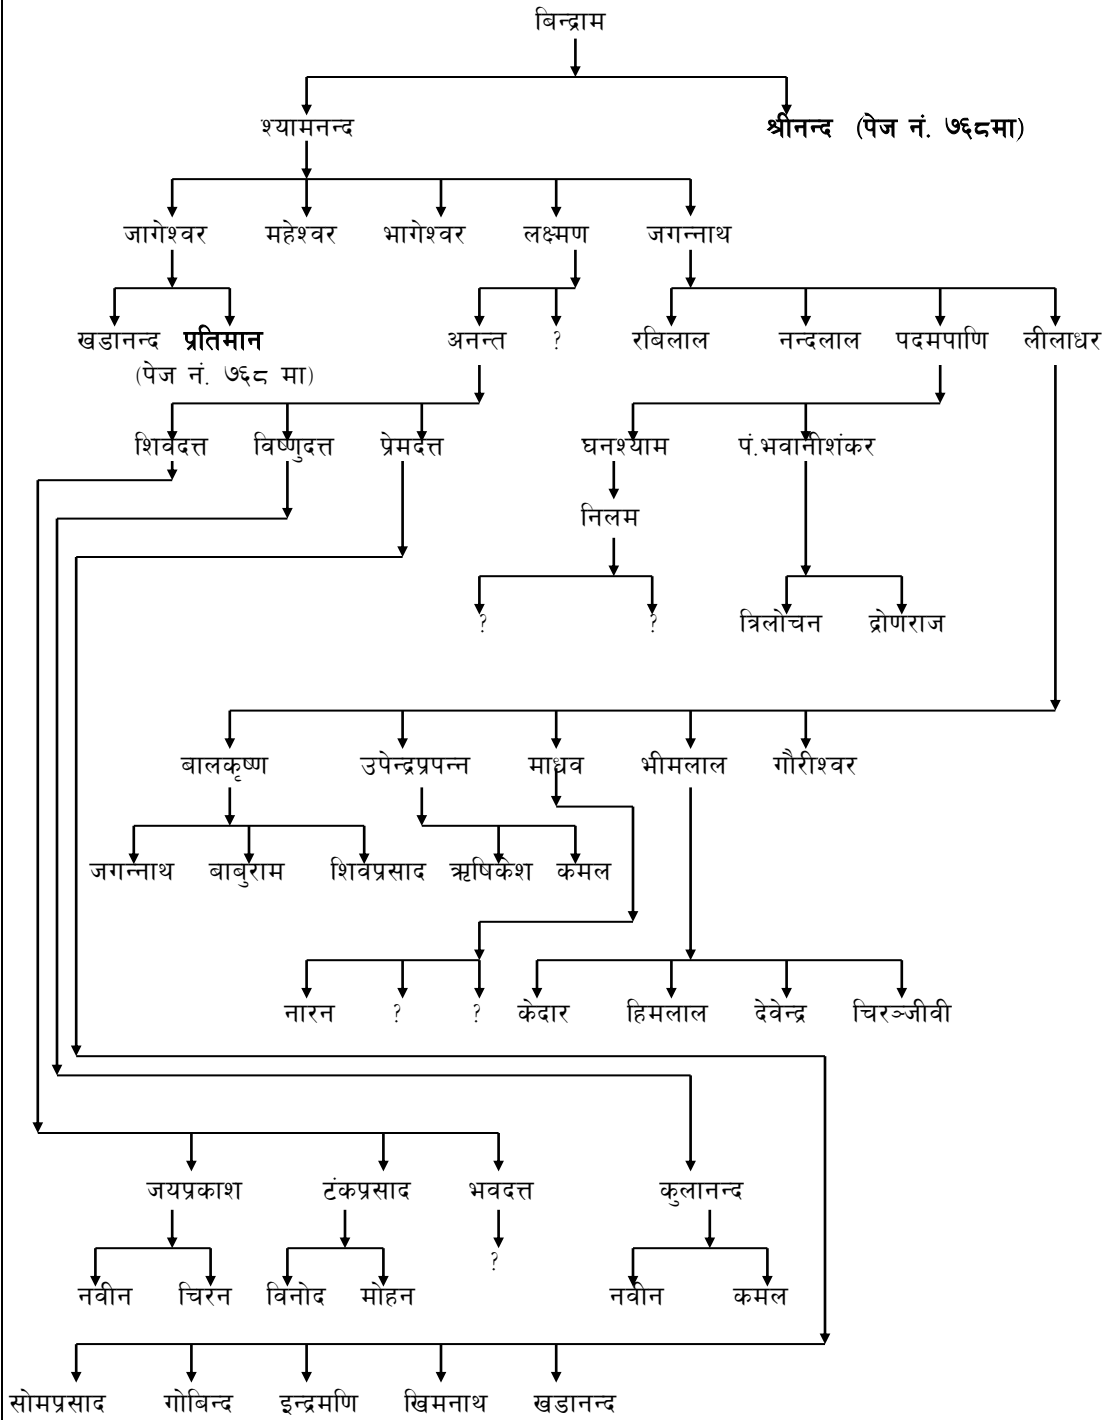 बिन्द्राम
श्यामनन्द श्रीनन्द (पेज नं. ७६८मा)
जागेश्वर महेश्वर भागेश्वर लक्ष्मण जगन्नाथ
खडानन्द प्रतिमान अनन्त ? रबिलाल नन्दलाल पदमपाणि लीलाधर
(पेज नं. ७६८ मा)
शिवदत्त विष्णुदत्त प्रेमदत्त घनश्याम पं.भवानीशंकर
निलम
? ? त्रिलोचन द्रोणराज
बालकृष्ण उपेन्द्रप्रपन्न माधव भीमलाल गौरीश्वर
जगन्नाथ बाबुराम शिवप्रसाद ऋषिकेश कमल
नारन ? ? केदार हिमलाल देवेन्द्र चिरञ्जीवी
जयप्रकाश टंकप्रसाद भवदत्त कुलानन्द
?
नवीन चिरन विनोद मोहन नवीन कमल
सोमप्रसाद गोबिन्द इन्द्रमणि खिमनाथ खडानन्द